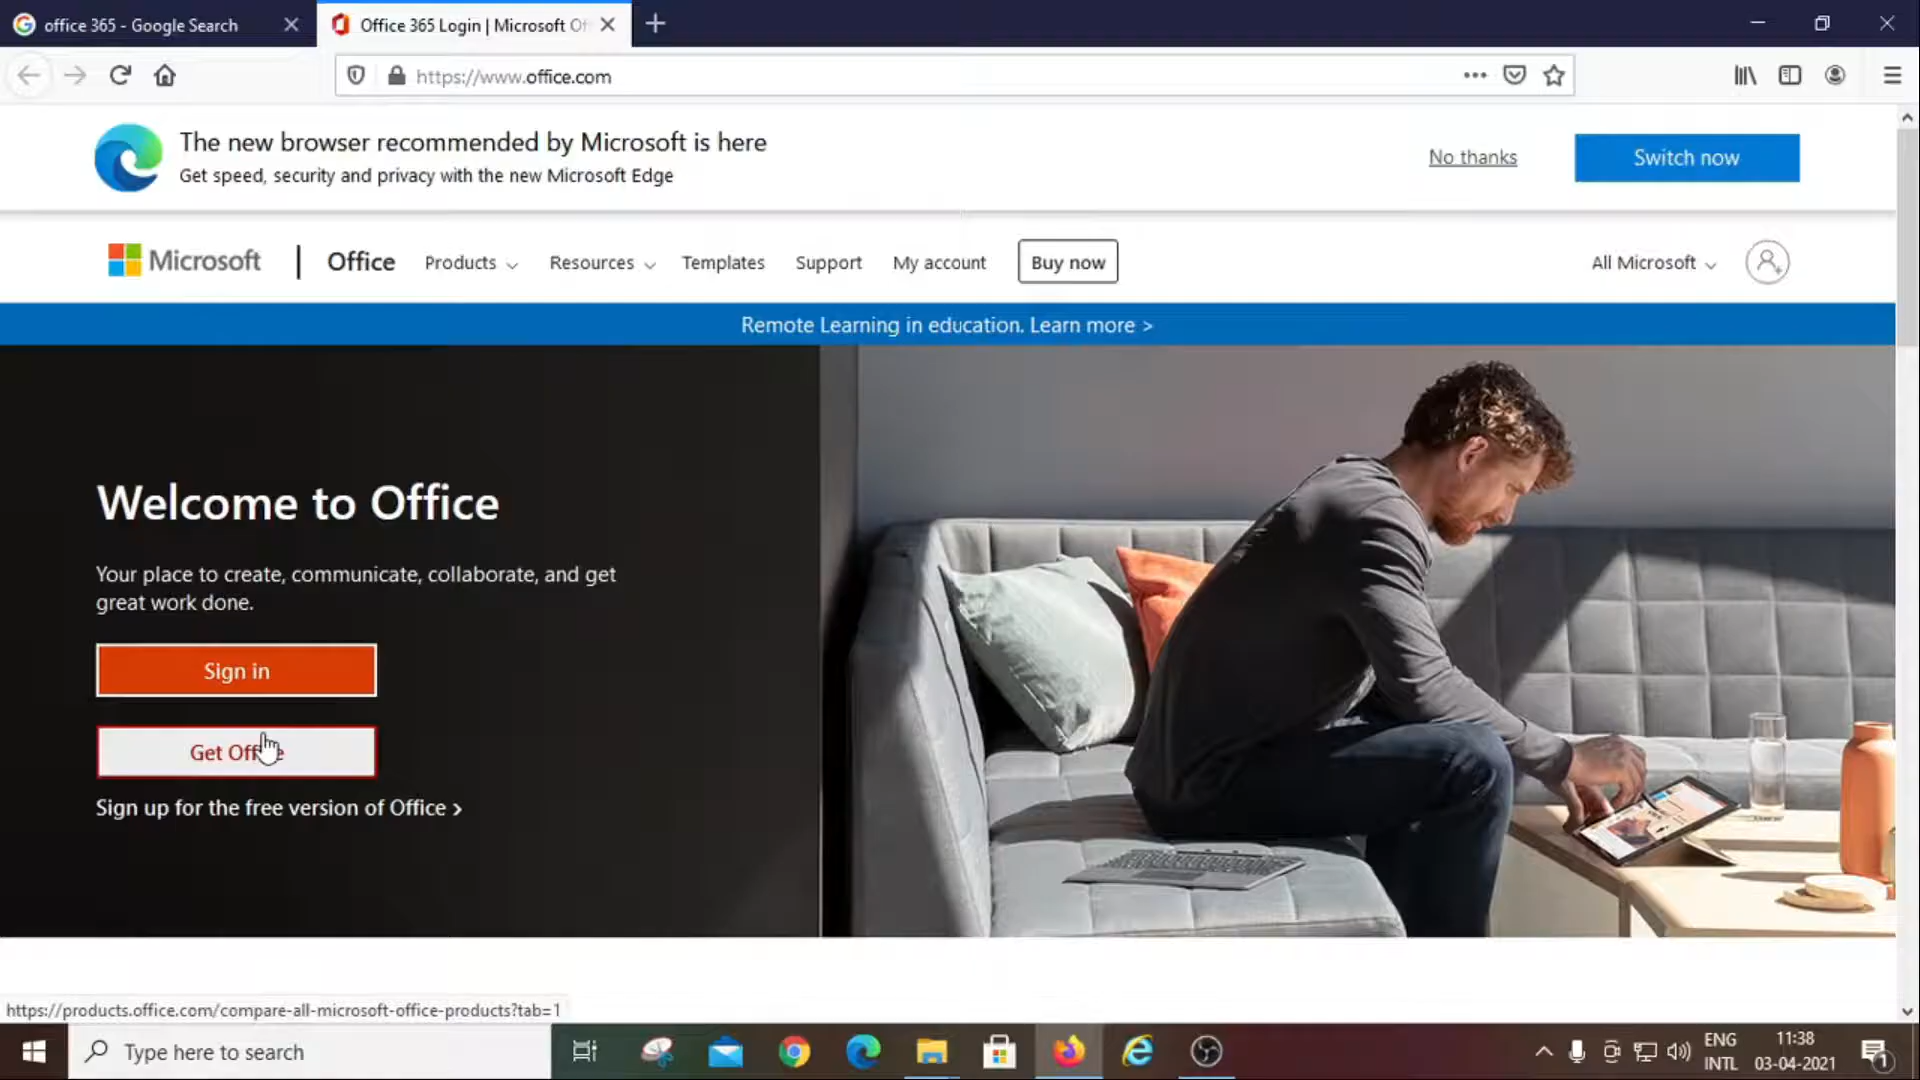 office 365 - Google Search
Office 365 Login | Microsoft Of
https://www.office.com
The new browser recommended by Microsoft is here
Get speed, security and privacy with the new Microsoft Edge
No thanks
Switch now
Microsoft
Office
Products
Resources
Templates
Support
My account
Buy now
All Microsoft
Remote Learning in education. Learn more >
Welcome to Office
Your place to create, communicate, collaborate, and get
great work done.
Sign in
Get Office
Sign up for the free version of Office >
https://products.office.com/compare-all-microsoft-office-products?tab=1
Type here to search
ENG
INTL
11:38
03-04-2021
1